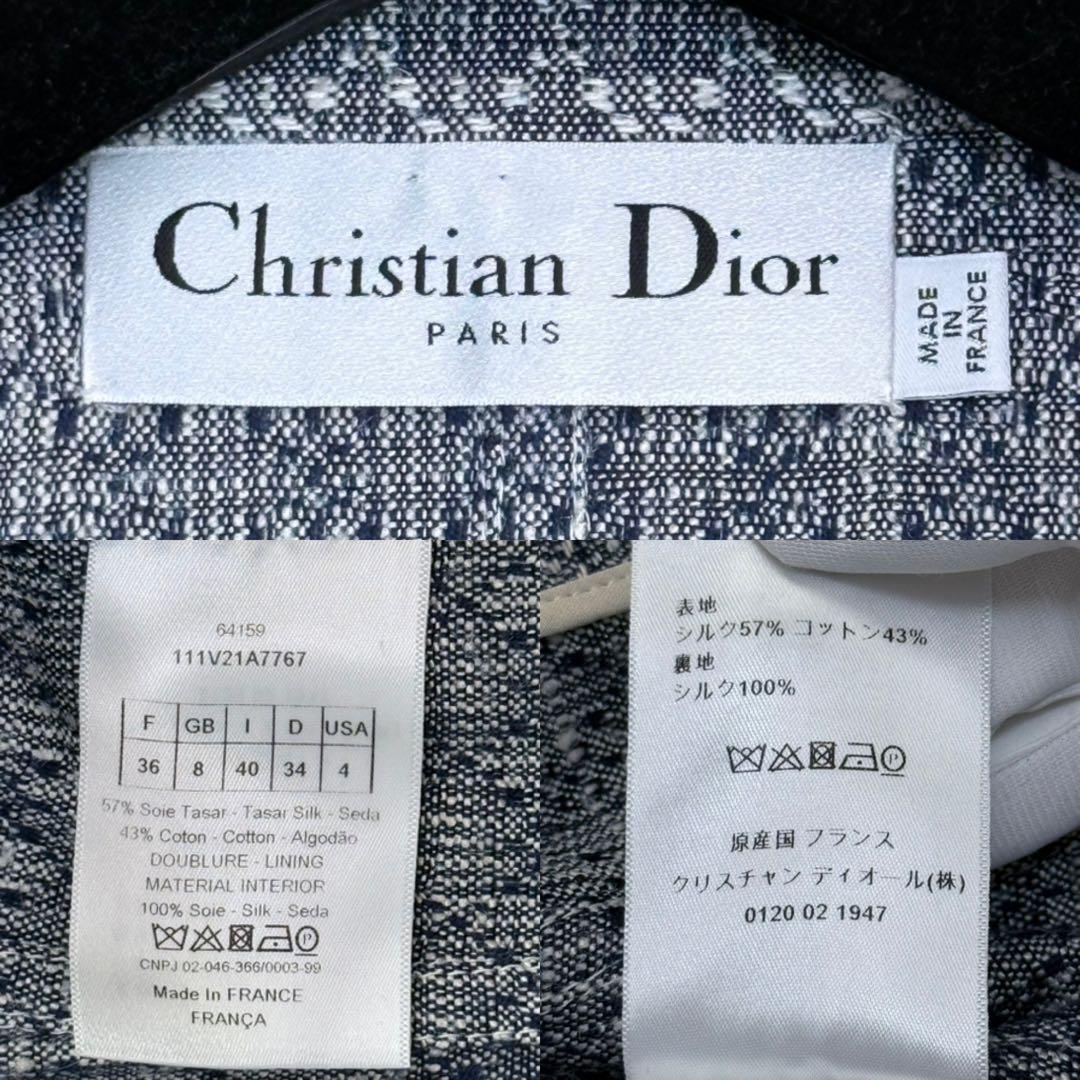 Christian Dior
PARIS
MADE
IN
FRANCE
64159
111V21A7767
F GB I D USA
36 8 40 34 4
57% Soie Tasar - Tasar Silk - Seda
43% Coton - Cotton - Algodão
DOUBLURE - LINING
MATERIAL INTERIOR
100% Soie - Silk - Seda
P
CNPJ 02-046-366/0003-99
Made In FRANCE
FRANÇA
表地
シルク57% コットン43%
裏地
シルク100%
P
原産国 フランス
クリスチャン ディオール(株)
0120 02 1947